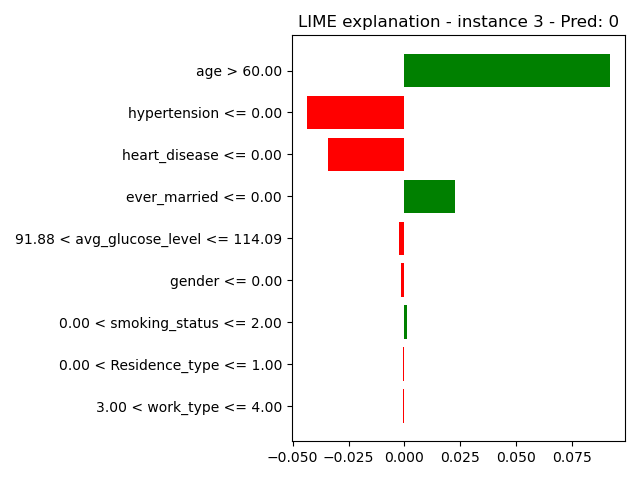 LIME explanation - instance 3 - Pred: 0
age > 60.00
hypertension <= 0.00
heart_disease <= 0.00
ever_married <= 0.00
91.88 < avg_glucose_level <= 114.09
gender <= 0.00
0.00 < smoking_status <= 2.00
0.00 < Residence_type <= 1.00
3.00 < work_type <= 4.00
−0.050 −0.025 0.000 0.025 0.050 0.075